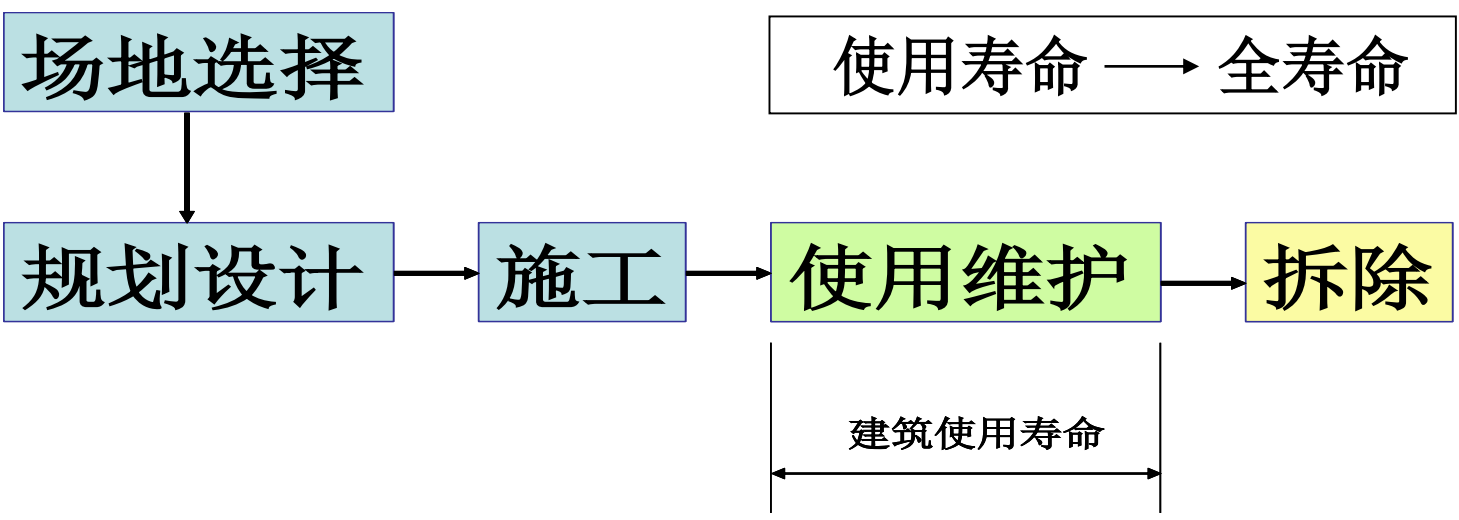 场地选择
使用寿命 → 全寿命
规划设计
施工
使用维护
拆除
建筑使用寿命